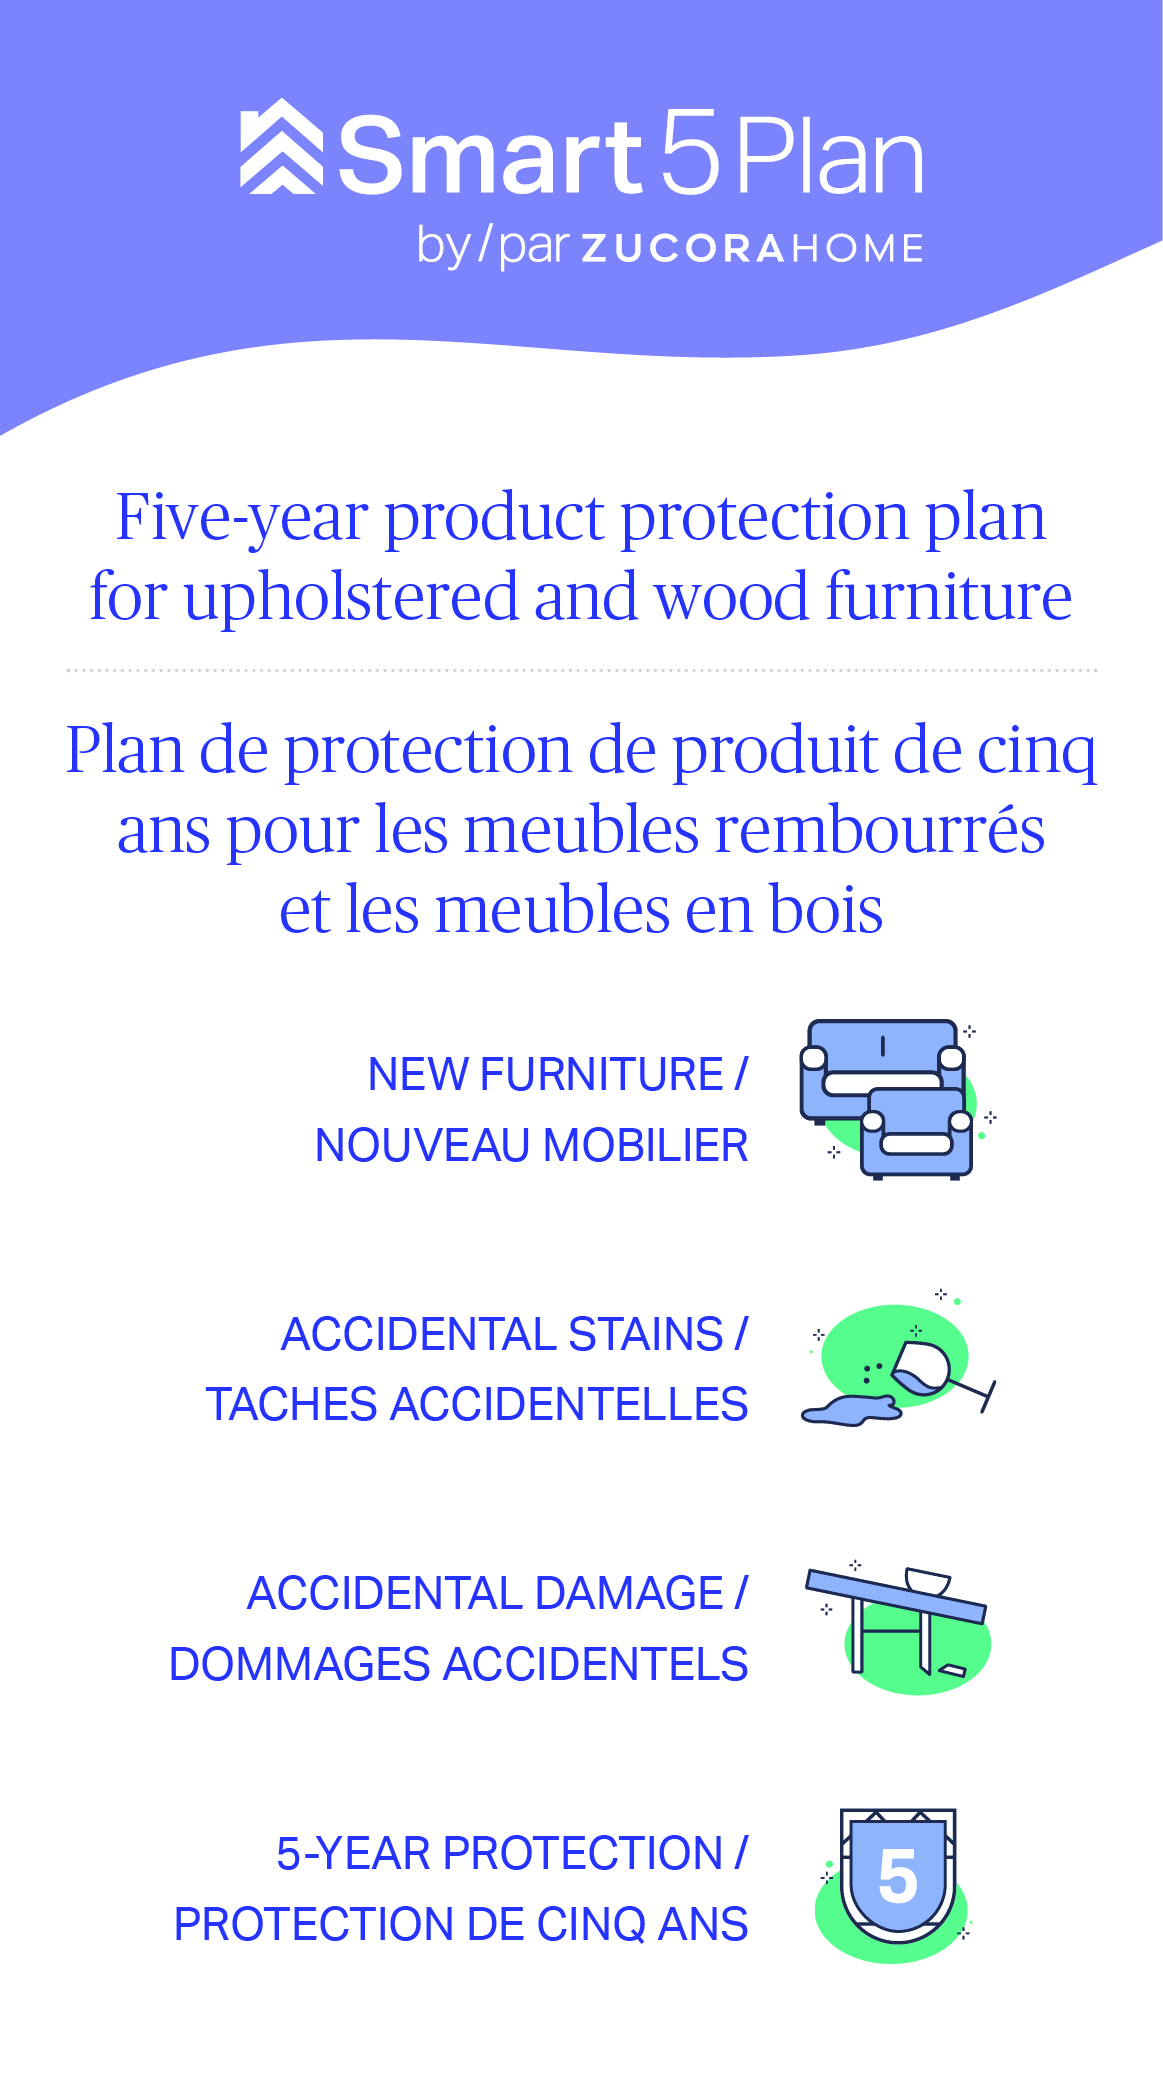 Smart 5 Plan
by / par ZUCORAHOME
Five-year product protection plan
for upholstered and wood furniture
Plan de protection de produit de cinq
ans pour les meubles rembourrés
et les meubles en bois
NEW FURNITURE /
NOUVEAU MOBILIER
ACCIDENTAL STAINS /
TACHES ACCIDENTELLES
ACCIDENTAL DAMAGE /
DOMMAGES ACCIDENTELS
5-YEAR PROTECTION /
PROTECTION DE CINQ ANS
5